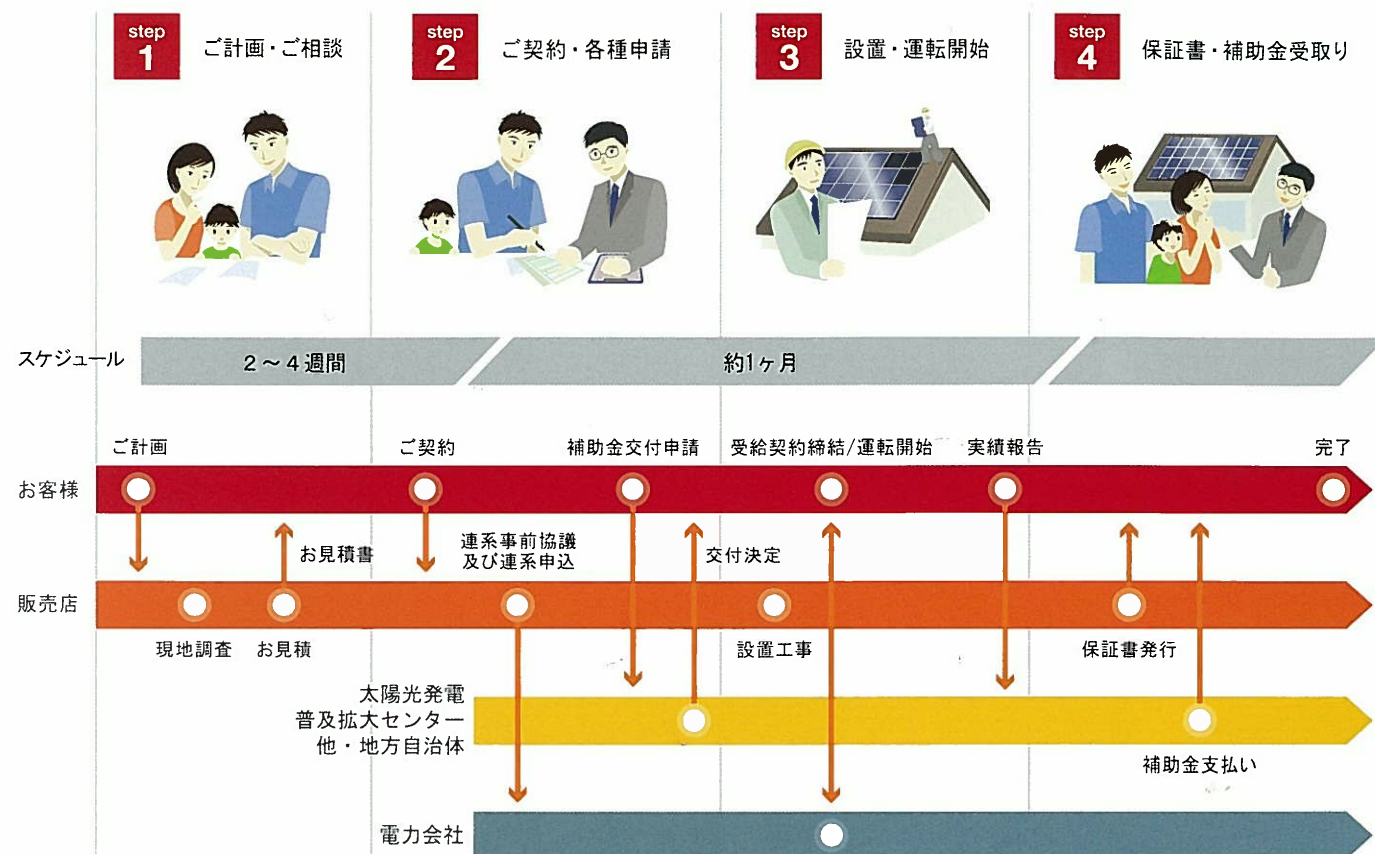 step
1
ご計画・ご相談
step
2
ご契約・各種申請
step
3
設置・運転開始
step
4
保証書・補助金受取り
スケジュール
2～4週間
約1ヶ月
ご計画
ご契約
補助金交付申請
受給契約締結/運転開始
実績報告
完了
お客様
お見積書
連系事前協議
及び連系申込
交付決定
販売店
現地調査
お見積
設置工事
保証書発行
太陽光発電
普及拡大センター
他・地方自治体
補助金支払い
電力会社